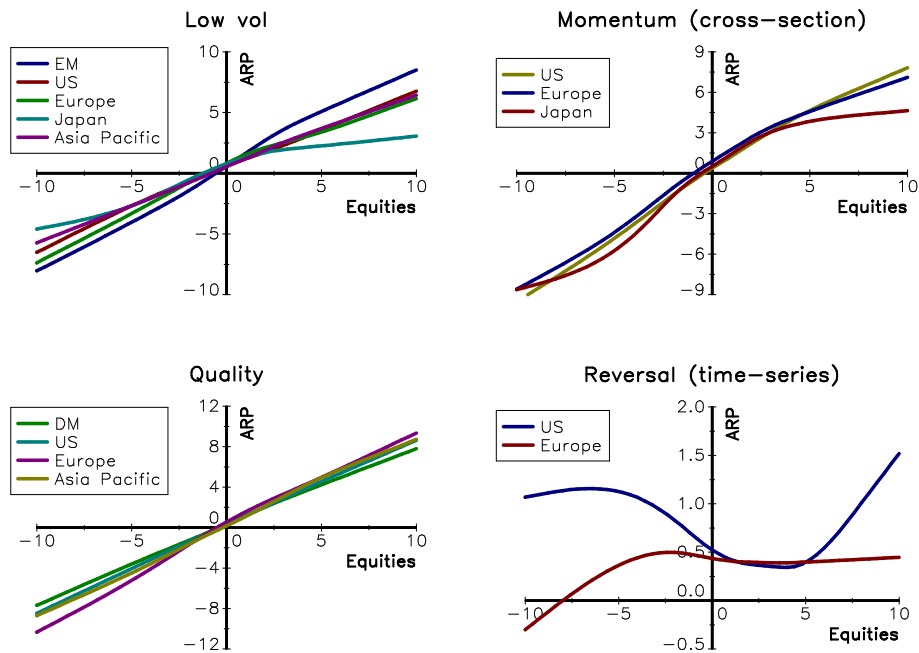 Low vol
10
ARP
EM
US
Europe
Japan
Asia Pacific
5
0
−10
−5
0
5
10
Equities
−5
−10
Momentum (cross−section)
9
ARP
US
Europe
Japan
6
3
0
−10
−5
0
5
10
Equities
−3
−6
−9
Quality
12
ARP
DM
US
Europe
Asia Pacific
8
4
0
−10
−5
0
5
10
Equities
−4
−8
−12
Reversal (time−series)
2.0
ARP
US
Europe
1.5
1.0
0.5
0.0
−10
−5
0
5
10
Equities
−0.5